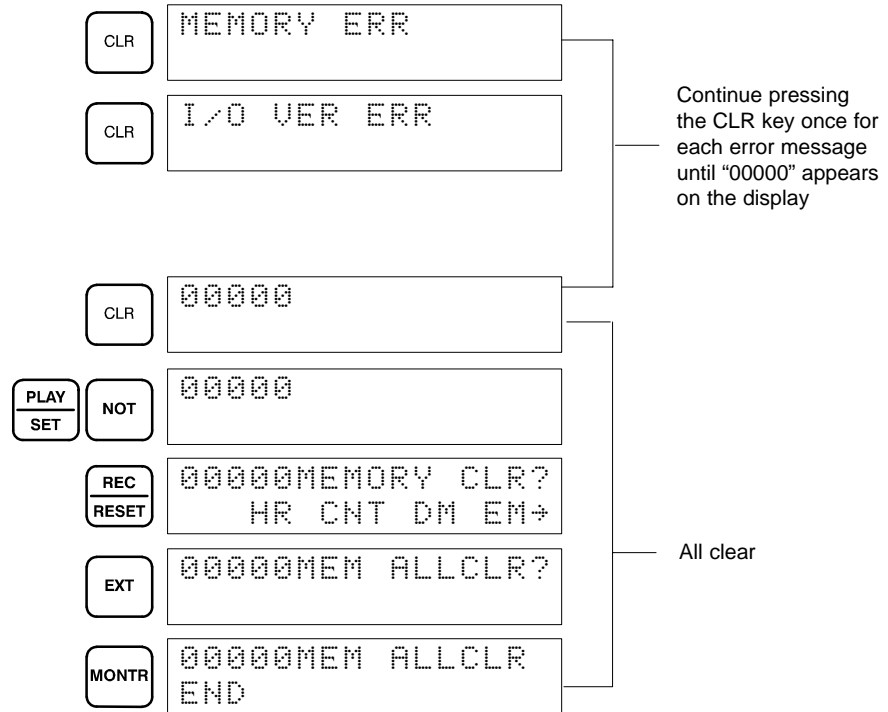 CLR
MEMORY ERR
CLR
I/O VER ERR
Continue pressing
the CLR key once for
each error message
until “00000” appears
on the display
CLR
00000
PLAY
SET
NOT
00000
REC
RESET
00000MEMORY CLR?
HR CNT DM EM→
EXT
00000MEM ALLCLR?
All clear
MONTR
00000MEM ALLCLR
END